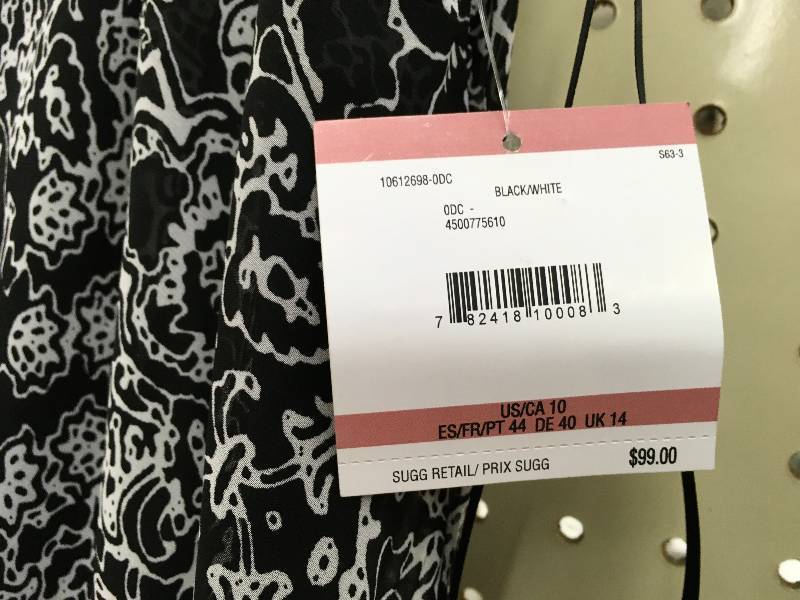 S63-3
10612698-0DC
BLACK/WHITE
0DC -
4500775610
7 82418 10008 3
US/CA 10
ES/FR/PT 44 DE 40 UK 14
SUGG RETAIL/ PRIX SUGG $99.00